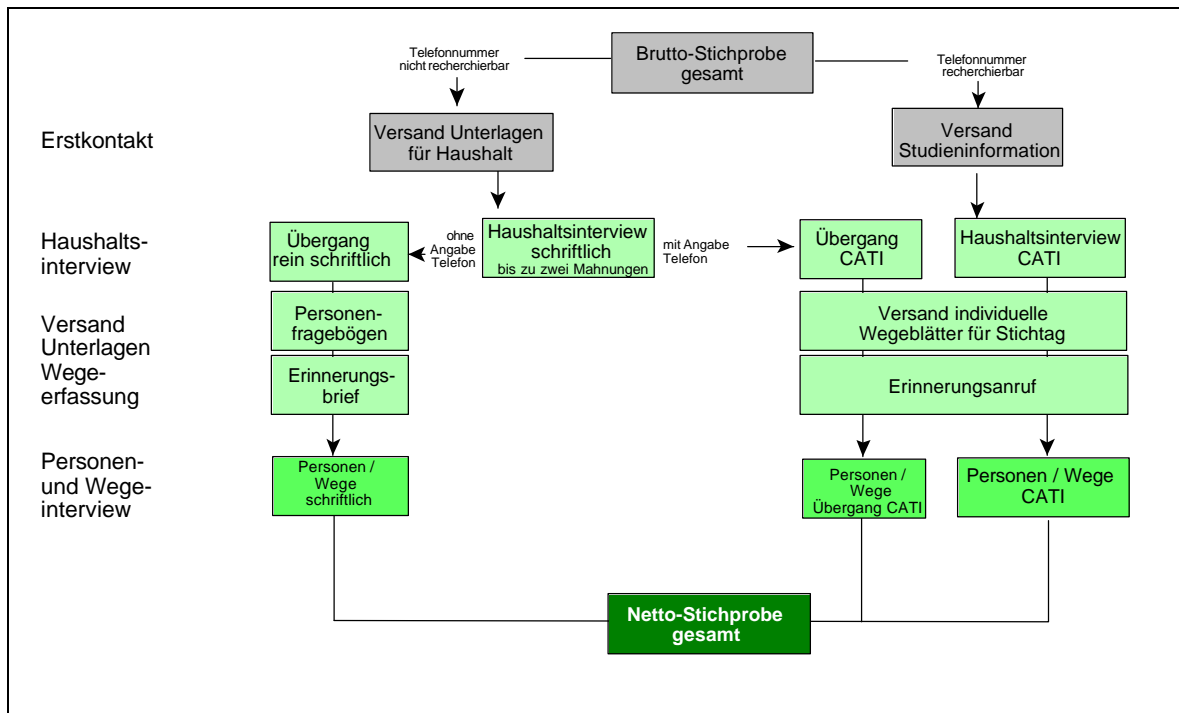 Telefonnummer
nicht recherchierbar
Brutto-Stichprobe
gesamt
Telefonnummer
recherchierbar
Erstkontakt
Versand Unterlagen
für Haushalt
Versand
Studieninformation
Haushalts-
interview
Übergang
rein schriftlich
ohne
Angabe
Telefon
Haushaltsinterview
schriftlich
bis zu zwei Mahnungen
mit Angabe
Telefon
Übergang
CATI
Haushaltsinterview
CATI
Versand
Unterlagen
Wege-
erfassung
Personen-
fragebögen
Versand individuelle
Wegeblätter für Stichtag
Erinnerungs-
brief
Erinnerungsanruf
Personen-
und Wege-
interview
Personen /
Wege
schriftlich
Personen /
Wege
Übergang CATI
Personen / Wege
CATI
Netto-Stichprobe
gesamt